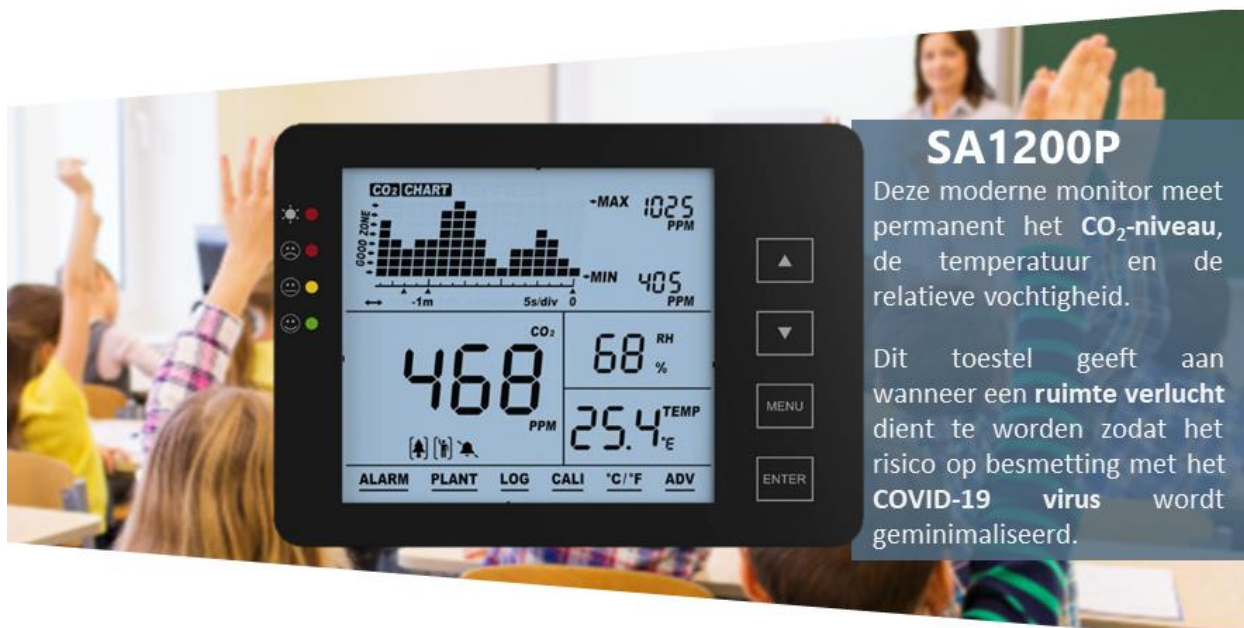 SA1200P
Deze moderne monitor meet
permanent het CO₂-niveau,
de temperatuur en de
relatieve vochtigheid.
Dit toestel geeft aan
wanneer een ruimte verlucht
dient te worden zodat het
risico op besmetting met het
COVID-19 virus wordt
geminimaliseerd.
CO₂ CHART
GOOD ZONE
MAX 1025
PPM
MIN 405
PPM
-1m 5s/div 0
CO₂
468
PPM
68 RH
%
25.4 TEMP
ALARM PLANT LOG CALI °C/°F ADV
MENU
ENTER